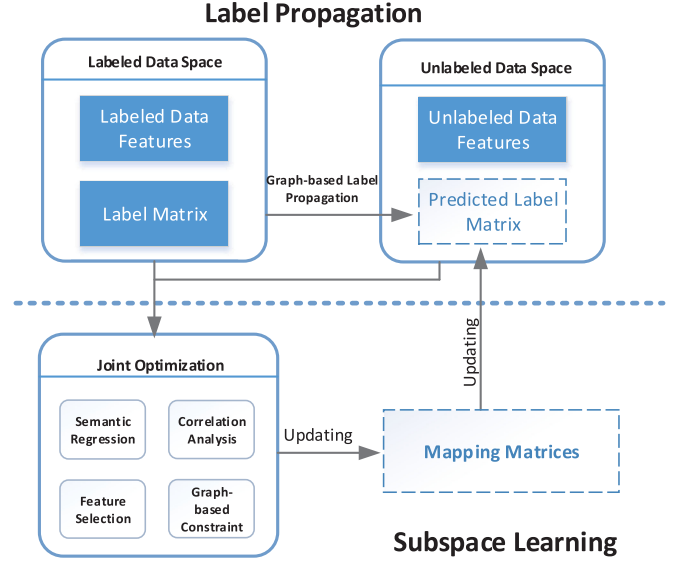 Label Propagation
Labeled Data Space
Labeled Data
Features
Label Matrix
Graph-based Label
Propagation
Unlabeled Data Space
Unlabeled Data
Features
Predicted Label
Matrix
Joint Optimization
Semantic
Regression
Correlation
Analysis
Feature
Selection
Graph-
based
Constraint
Updating
Mapping Matrices
Updating
Subspace Learning